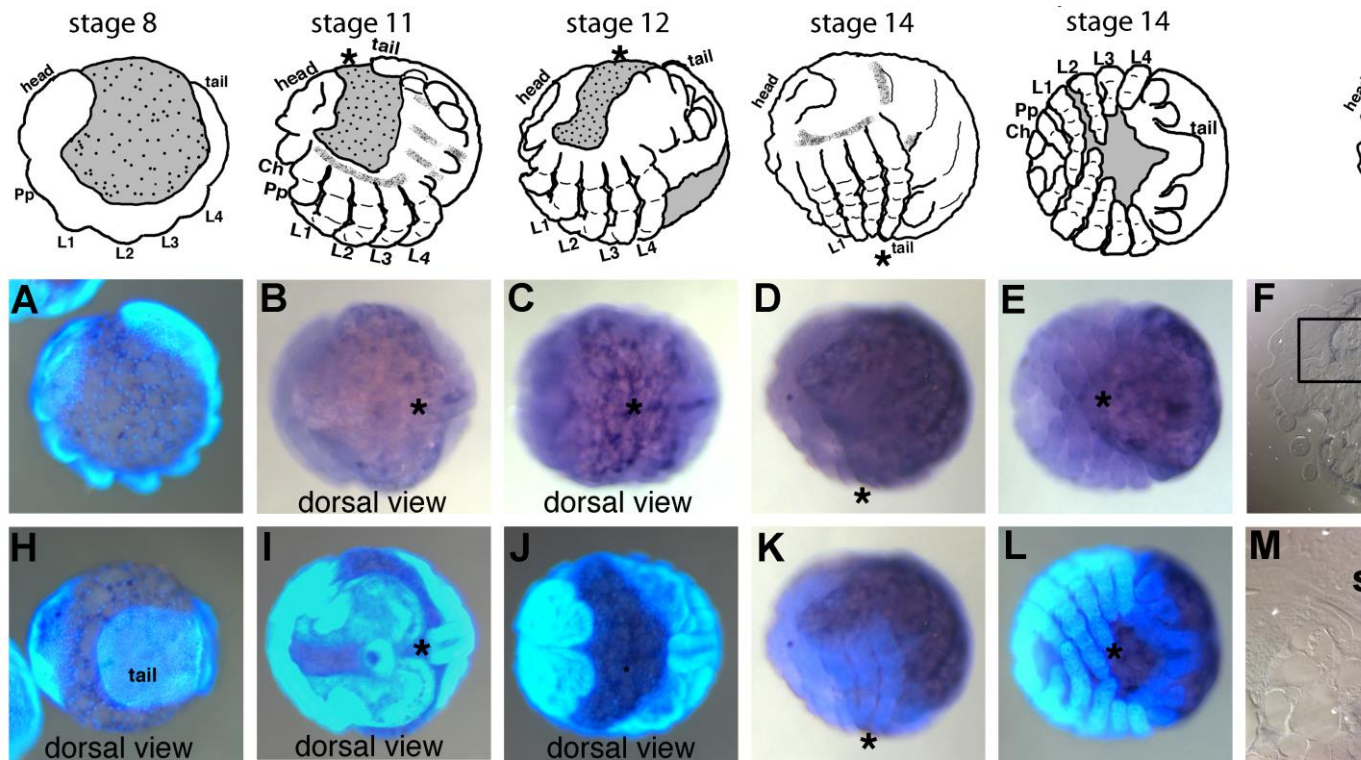 stage 8 stage 11 stage 12 stage 14 stage 14
head tail Pp L1 L2 L3 L4
* head tail Ch Pp L1 L2 L3 L4
* head tail L1 L2 L3 L4
head L1 tail *
L1 L2 L3 L4 Pp Ch tail
A B C D E F
* * * * 
dorsal view dorsal view
H I J K L M
tail * * * *
dorsal view dorsal view dorsal view